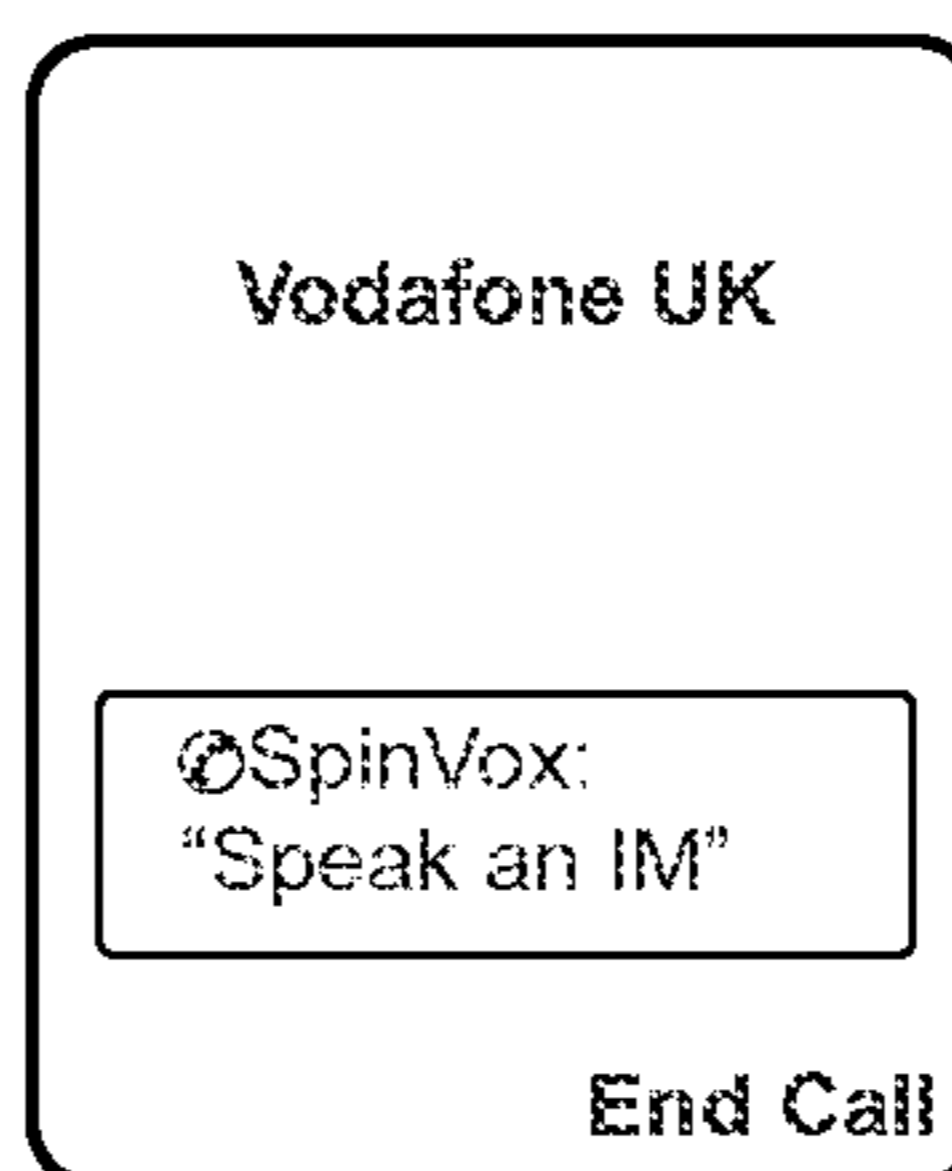 Vodafone UK
✆SpinVox:
“Speak an IM”
End Call